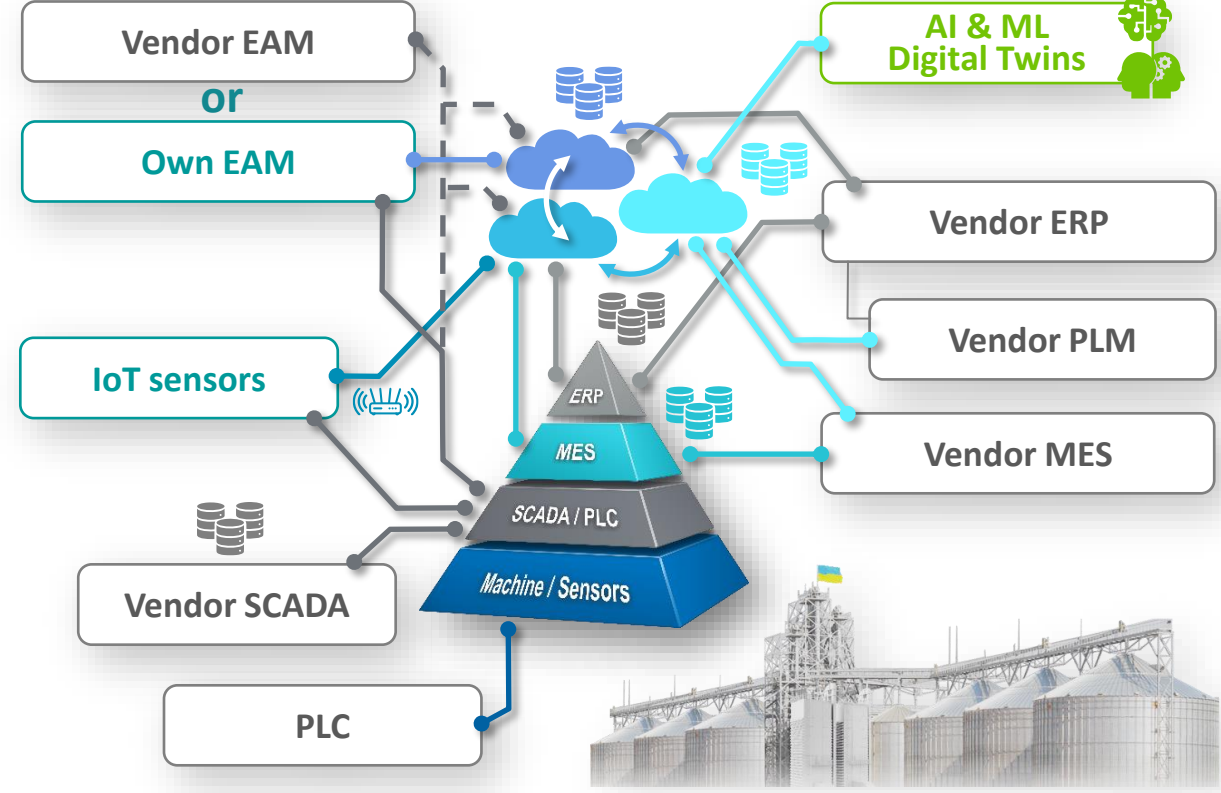 Vendor EAM
or
Own EAM
IoT sensors
Vendor SCADA
PLC
AI & ML
Digital Twins
Vendor ERP
Vendor PLM
Vendor MES
ERP
MES
SCADA / PLC
Machine / Sensors